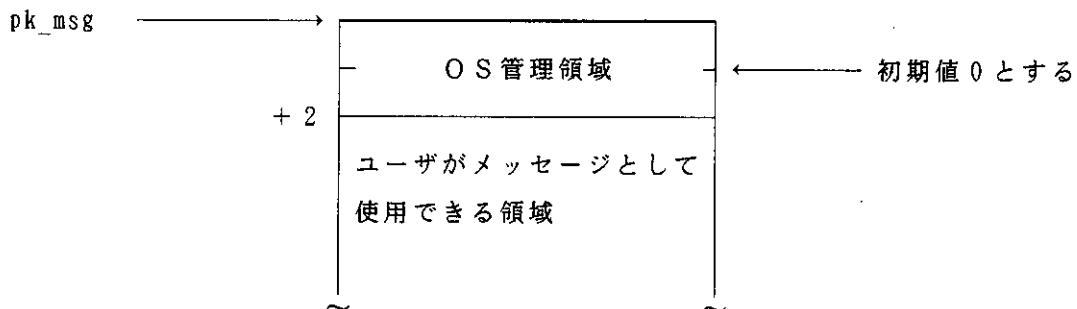 pk_msg
OS管理領域
初期値0とする
+2
ユーザがメッセージとして
使用できる領域